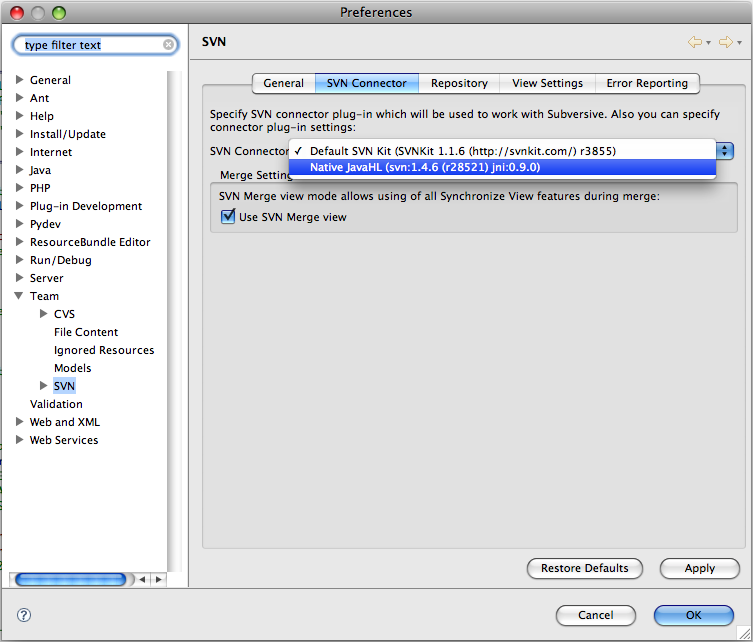 Preferences
type filter text
General
Ant
Help
Install/Update
Internet
Java
PHP
Plug-in Development
Pydev
ResourceBundle Editor
Run/Debug
Server
Team
CVS
File Content
Ignored Resources
Models
SVN
Validation
Web and XML
Web Services
SVN
General SVN Connector Repository View Settings Error Reporting
Specify SVN connector plug-in which will be used to work with Subversive. Also you can specify
connector plug-in settings:
SVN Connector
✓ Default SVN Kit (SVNKit 1.1.6 (http://svnkit.com/) r3855)
Native JavaHL (svn:1.4.6 (r28521) jni:0.9.0)
Merge Setting
SVN Merge view mode allows using of all Synchronize View features during merge:
Use SVN Merge view
Restore Defaults Apply
? Cancel OK